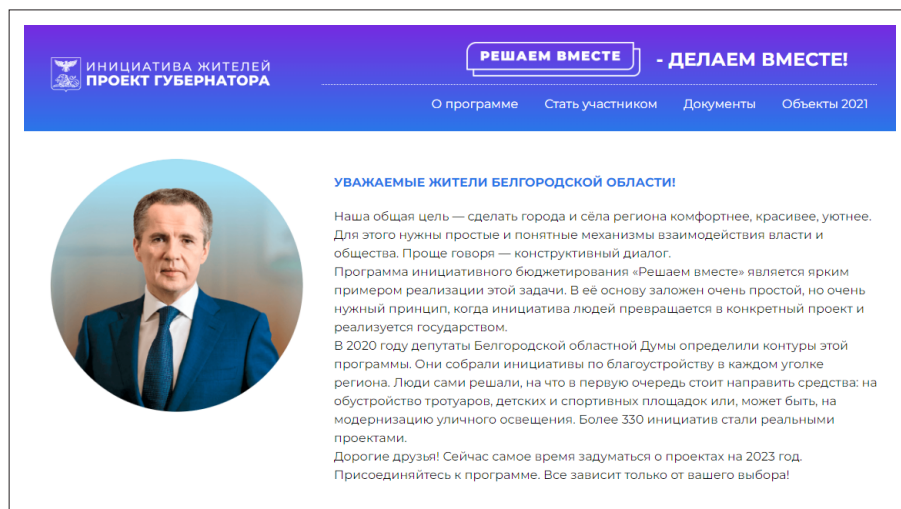 ИНИЦИАТИВА ЖИТЕЛЕЙ
ПРОЕКТ ГУБЕРНАТОРА
РЕШАЕМ ВМЕСТЕ - ДЕЛАЕМ ВМЕСТЕ!
О программе Стать участником Документы Объекты 2021
УВАЖАЕМЫЕ ЖИТЕЛИ БЕЛГОРОДСКОЙ ОБЛАСТИ!
Наша общая цель — сделать города и сёла региона комфортнее, красивее, уютнее.
Для этого нужны простые и понятные механизмы взаимодействия власти и
общества. Проще говоря — конструктивный диалог.
Программа инициативного бюджетирования «Решаем вместе» является ярким
примером реализации этой задачи. В её основу заложен очень простой, но очень
нужный принцип, когда инициатива людей превращается в конкретный проект и
реализуется государством.
В 2020 году депутаты Белгородской областной Думы определили контуры этой
программы. Они собрали инициативы по благоустройству в каждом уголке
региона. Люди сами решали, на что в первую очередь стоит направить средства: на
обустройство тротуаров, детских и спортивных площадок или, может быть, на
модернизацию уличного освещения. Более 330 инициатив стали реальными
проектами.
Дорогие друзья! Сейчас самое время задуматься о проектах на 2023 год.
Присоединяйтесь к программе. Все зависит только от вашего выбора!